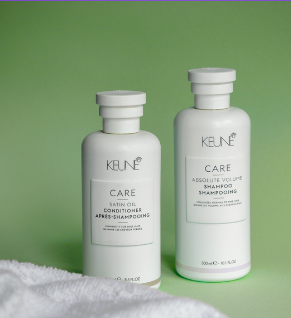 KEUNE
CARE
SATIN OIL
CONDITIONER
APRÈS-SHAMPOOING
KEUNE
CARE
ABSOLUTE VOLUME
SHAMPOO
SHAMPOOING